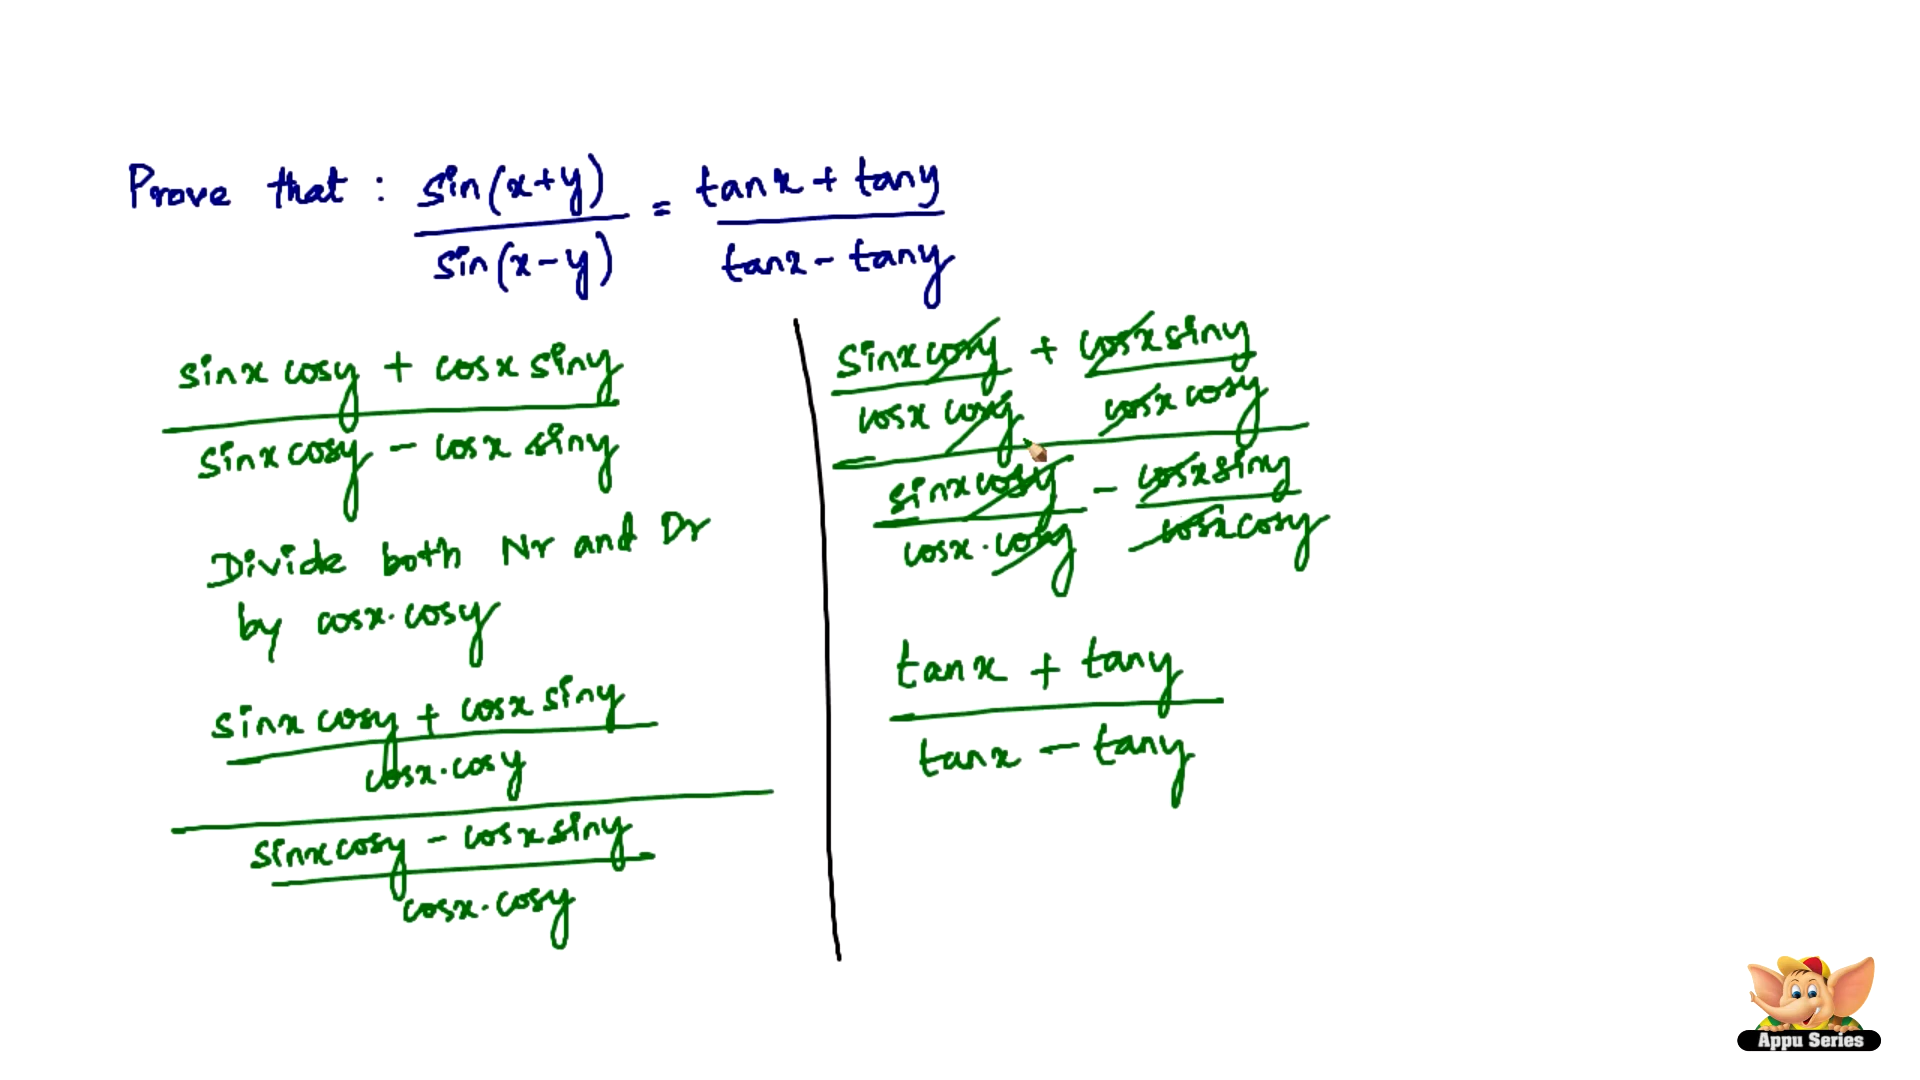 Prove that : sin(x+y) = tanx + tany
sin(x-y) tanx - tany
sinx cosy + cosx siny
sinx cosy - cosx siny
Divide both Nr and Dr
by cosx.cosy
sinx cosy + cosx siny
cosx.cosy
sinx cosy - cosx siny
cosx.cosy
sinx cosy + cosx siny
cosx cosy cosx cosy
sinx cosy - cosx siny
cosx.cosy cosx cosy
tanx + tany
tanx - tany
Appu Series